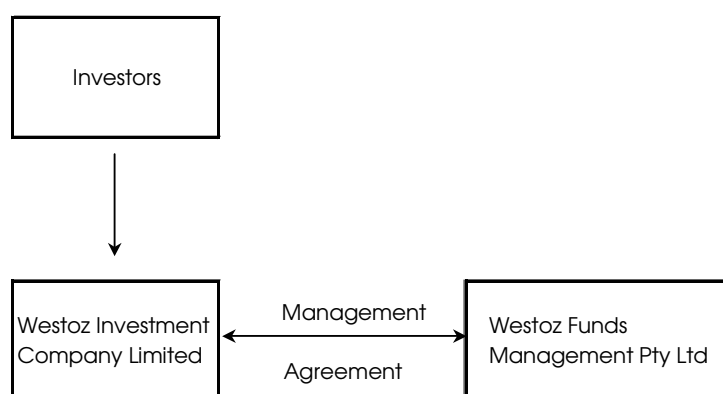 Investors
Management
Westoz Investment
Company Limited
Agreement
Westoz Funds
Management Pty Ltd